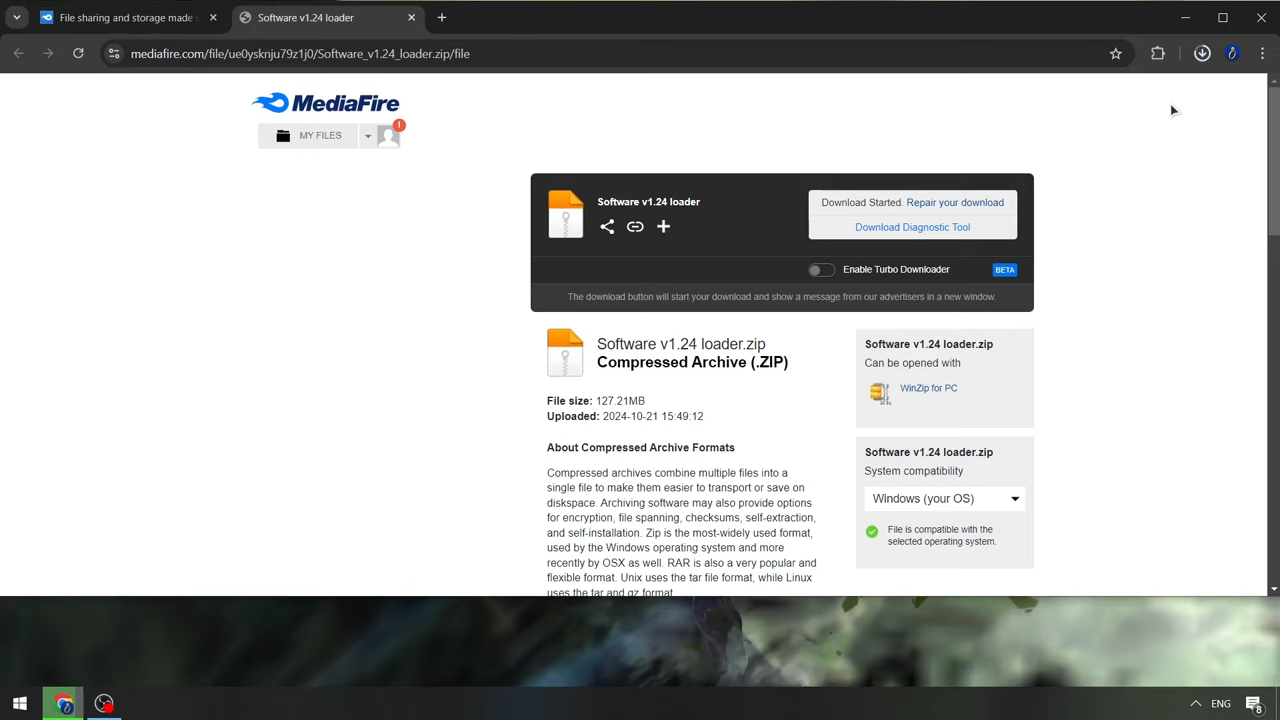 File sharing and storage made s
Software v1.24 loader
mediafire.com/file/ue0ysknju79z1j0/Software_v1.24_loader.zip/file
MediaFire
MY FILES
!
Software v1.24 loader
Download Started. Repair your download
Download Diagnostic Tool
Enable Turbo Downloader
BETA
The download button will start your download and show a message from our advertisers in a new window.
Software v1.24 loader.zip
Compressed Archive (.ZIP)
File size: 127.21MB
Uploaded: 2024-10-21 15:49:12
About Compressed Archive Formats
Compressed archives combine multiple files into a
single file to make them easier to transport or save on
diskspace. Archiving software may also provide options
for encryption, file spanning, checksums, self-extraction,
and self-installation. Zip is the most-widely used format,
used by the Windows operating system and more
recently by OSX as well. RAR is also a very popular and
flexible format. Unix uses the tar file format, while Linux
uses the tar and gz format
Software v1.24 loader.zip
Can be opened with
WinZip for PC
Software v1.24 loader.zip
System compatibility
Windows (your OS)
File is compatible with the
selected operating system.
ENG
8